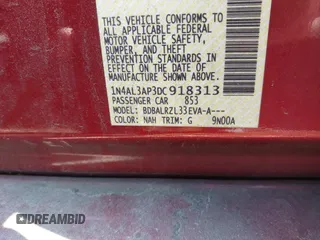 THIS VEHICLE CONFORMS TO ALL
APPLICABLE U.S. FEDERAL
MOTOR VEHICLE SAFETY,
BUMPER, AND THEFT
PREVENTION STANDARDS IN
EFFECT ON THE DATE OF
MANUFACTURE SHOWN ABOVE.
1N4AL3AP3DC918313
PASSENGER CAR 853
MODEL: BDBALRZL33EVA-A---
COLOR: NAH TRIM: G 9N00A
DREAMBID.COM